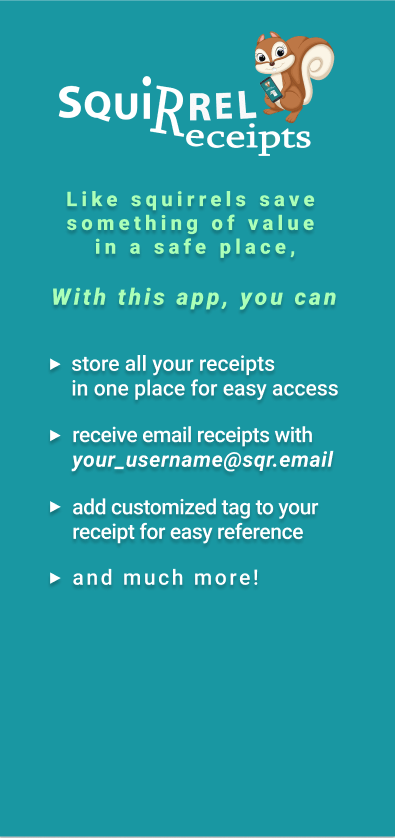 SQUIRREL
Receipts
Like squirrels save
something of value
in a safe place,
With this app, you can
► store all your receipts
in one place for easy access
► receive email receipts with
your_username@sqr.email
► add customized tag to your
receipt for easy reference
► and much more!